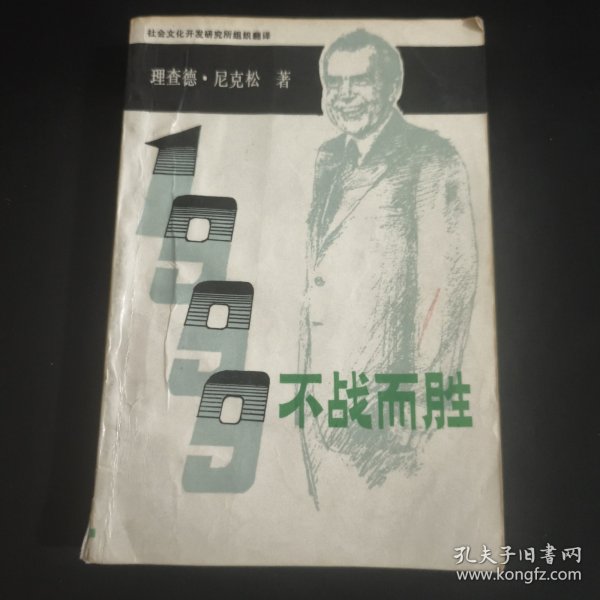 社会文化开发研究所组织翻译
理查德·尼克松 著
1999
不战而胜
孔夫子旧书网
www.kongfz.com